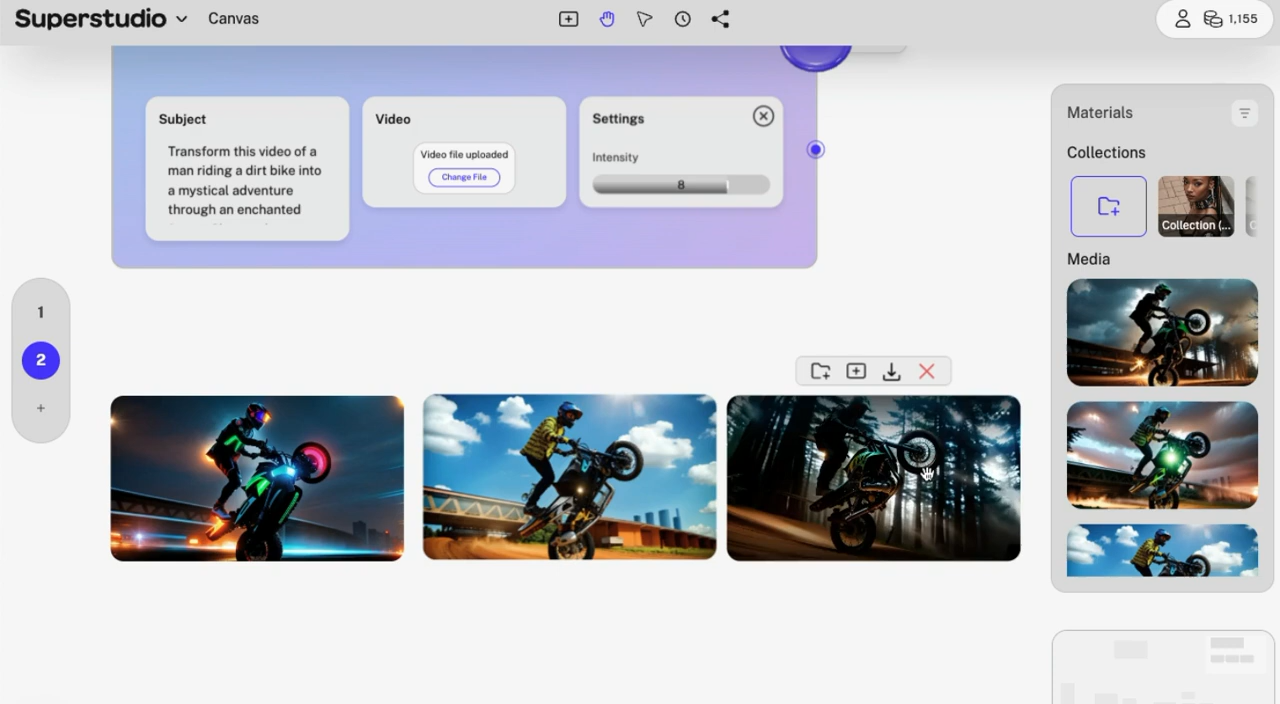 Superstudio
Canvas
1,155
Subject
Transform this video of a
man riding a dirt bike into
a mystical adventure
through an enchanted
Video
Video file uploaded
Change File
Settings
Intensity
8
1
2
+
Materials
Collections
Collection (...
Media